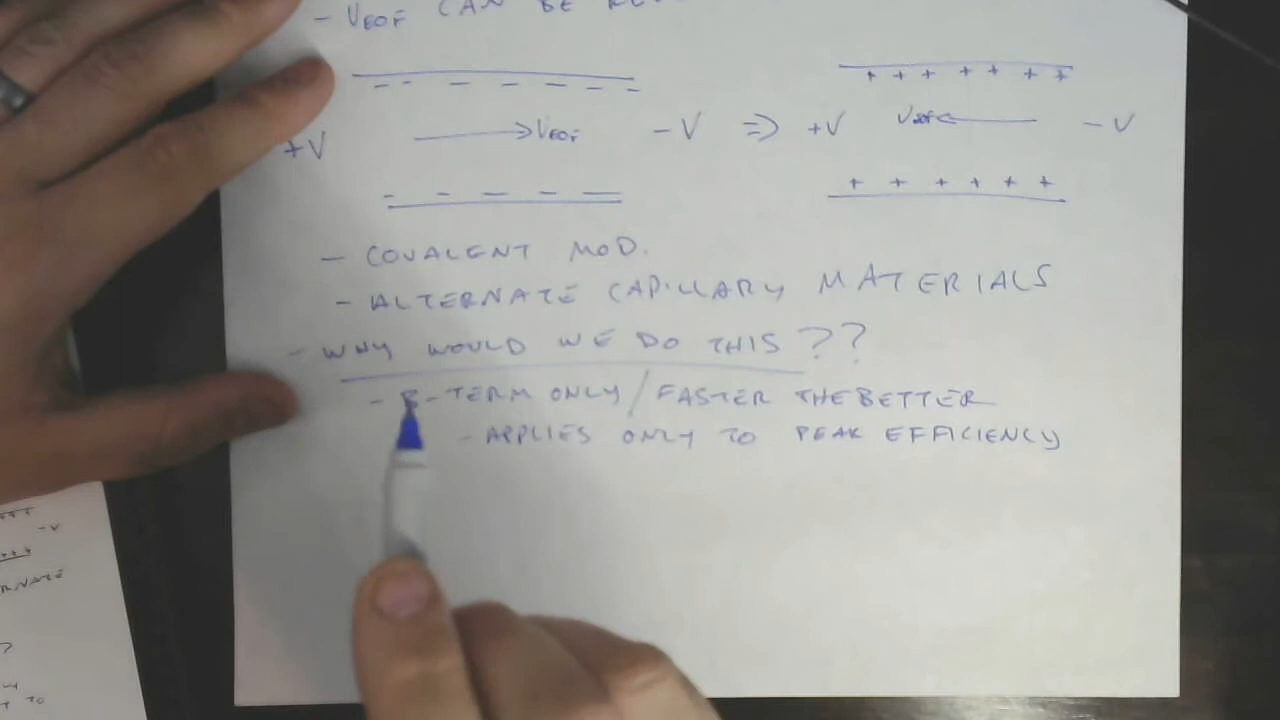 - VEOF CAN BE
- - - - - - - + + + + + + +
+V → VEOF -V ⇒ +V VEOF ← -V
- - - - - + + + + + +
- COVALENT MOD.
- ALTERNATE CAPILLARY MATERIALS
- WHY WOULD WE DO THIS ??
- B-TERM ONLY / FASTER THE BETTER
- APPLIES ONLY TO PEAK EFFICIENCY